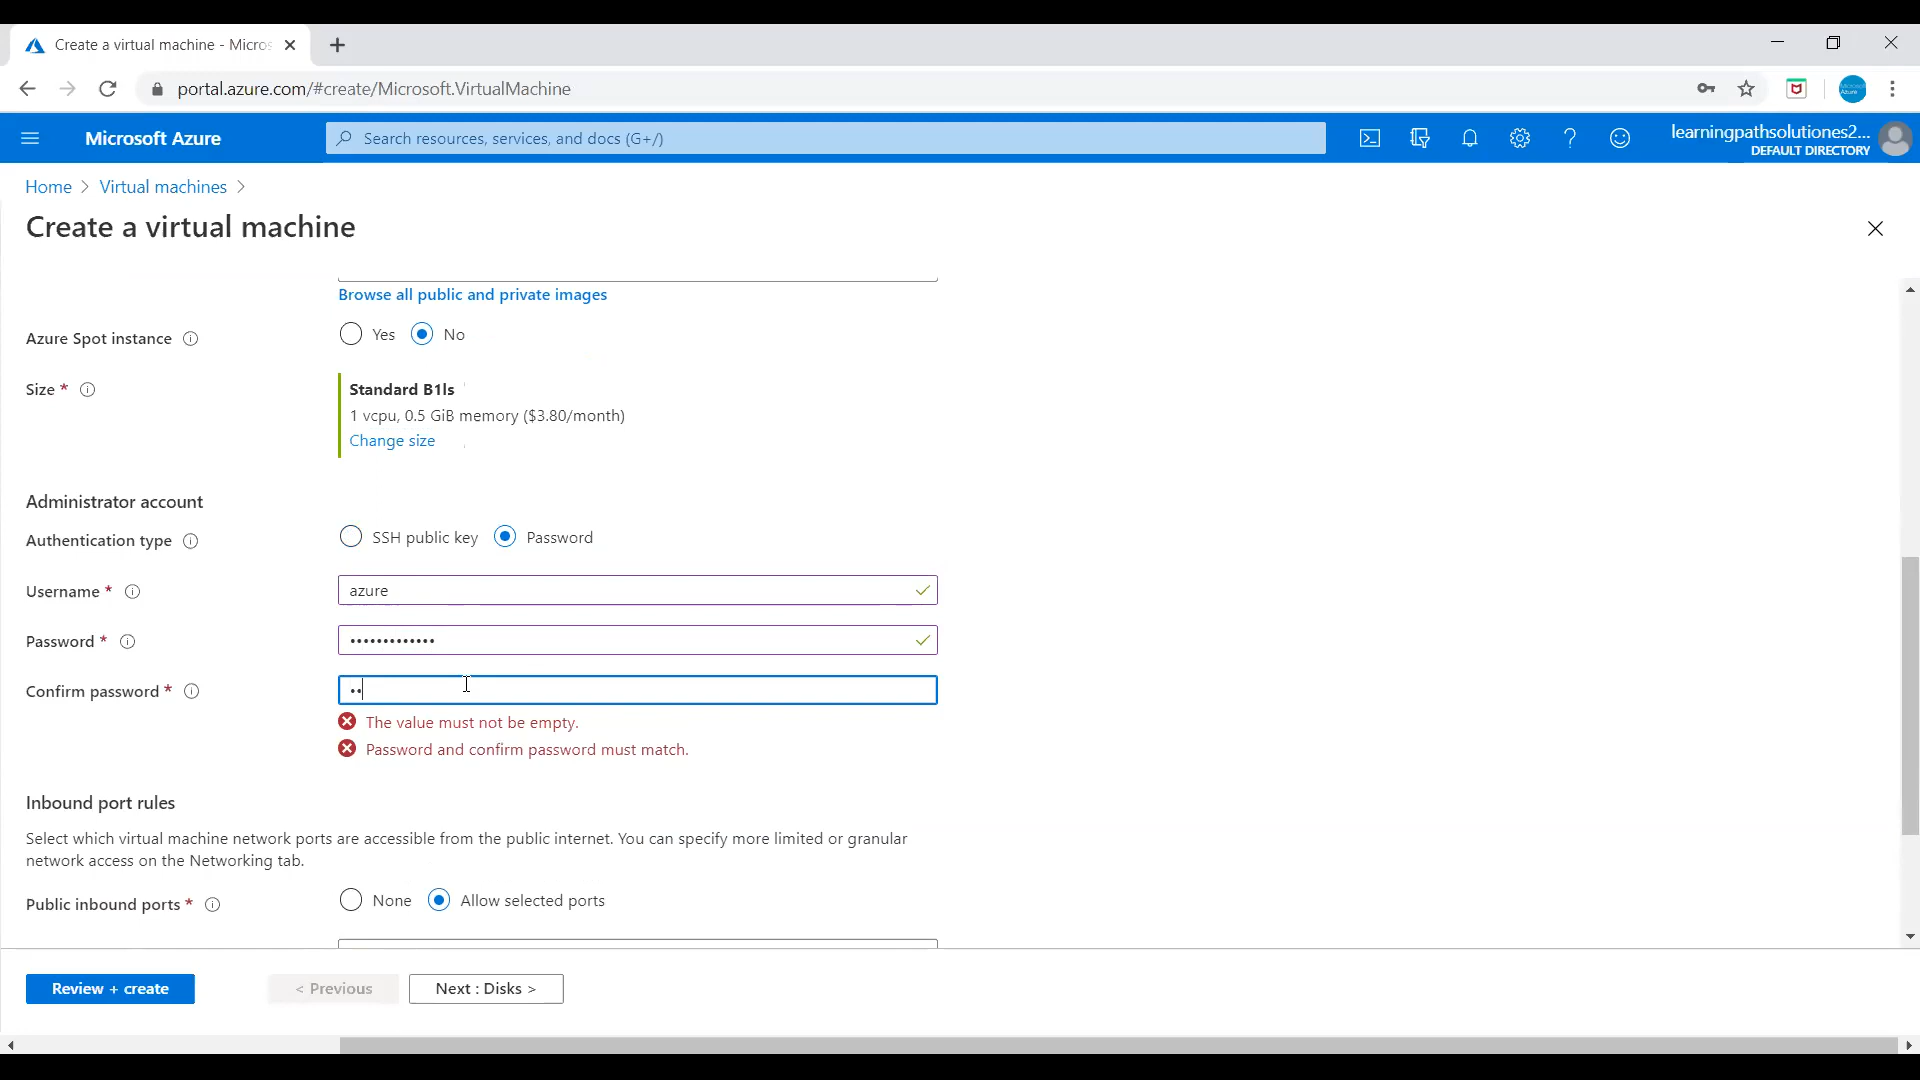 Create a virtual machine - Micros
portal.azure.com/#create/Microsoft.VirtualMachine
Microsoft Azure
Search resources, services, and docs (G+/)
learningpathsolutiones2...
DEFAULT DIRECTORY
Home > Virtual machines >
Create a virtual machine
Browse all public and private images
Azure Spot instance
Yes No
Size *
Standard B1ls
1 vcpu, 0.5 GiB memory ($3.80/month)
Change size
Administrator account
Authentication type
SSH public key Password
Username *
azure
Password *
•••••••••••••
Confirm password *
••
The value must not be empty.
Password and confirm password must match.
Inbound port rules
Select which virtual machine network ports are accessible from the public internet. You can specify more limited or granular
network access on the Networking tab.
Public inbound ports *
None Allow selected ports
Review + create
< Previous
Next : Disks >